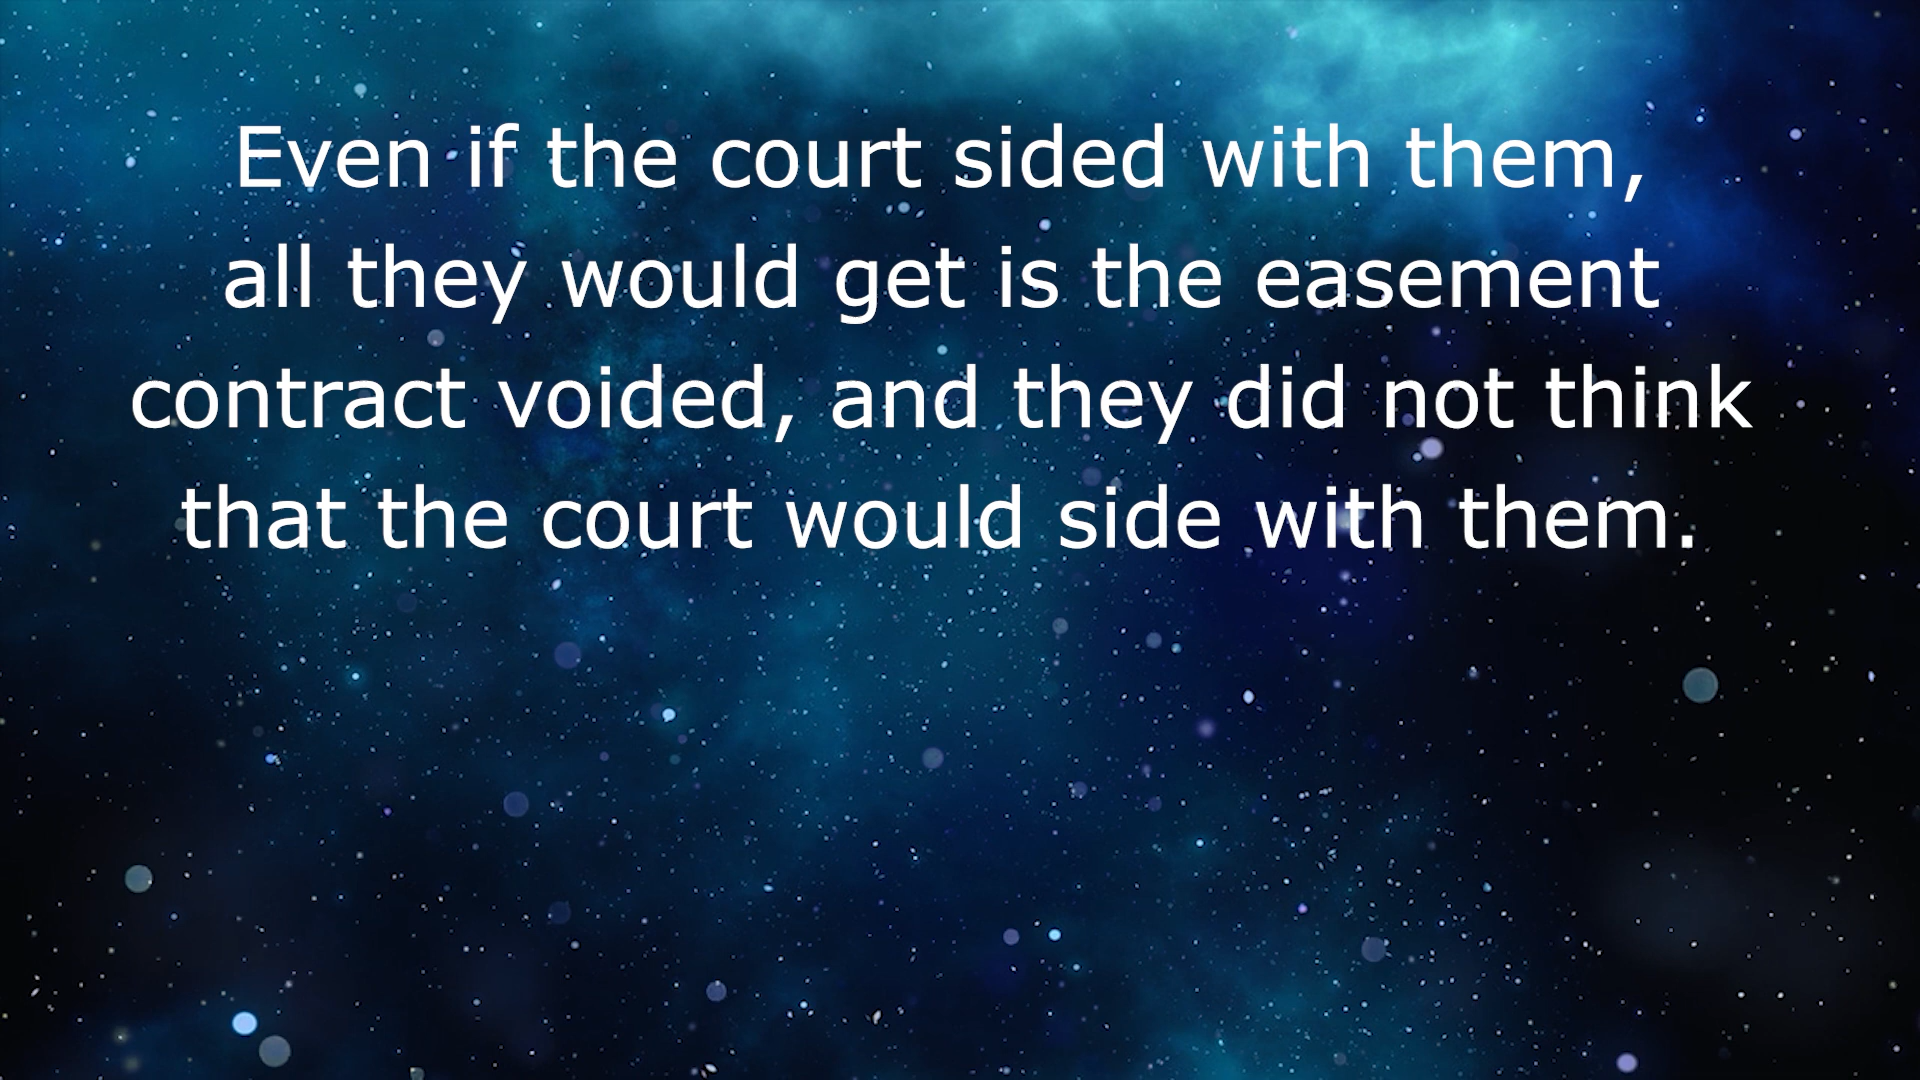 Even if the court sided with them,
all they would get is the easement
contract voided, and they did not think
that the court would side with them.